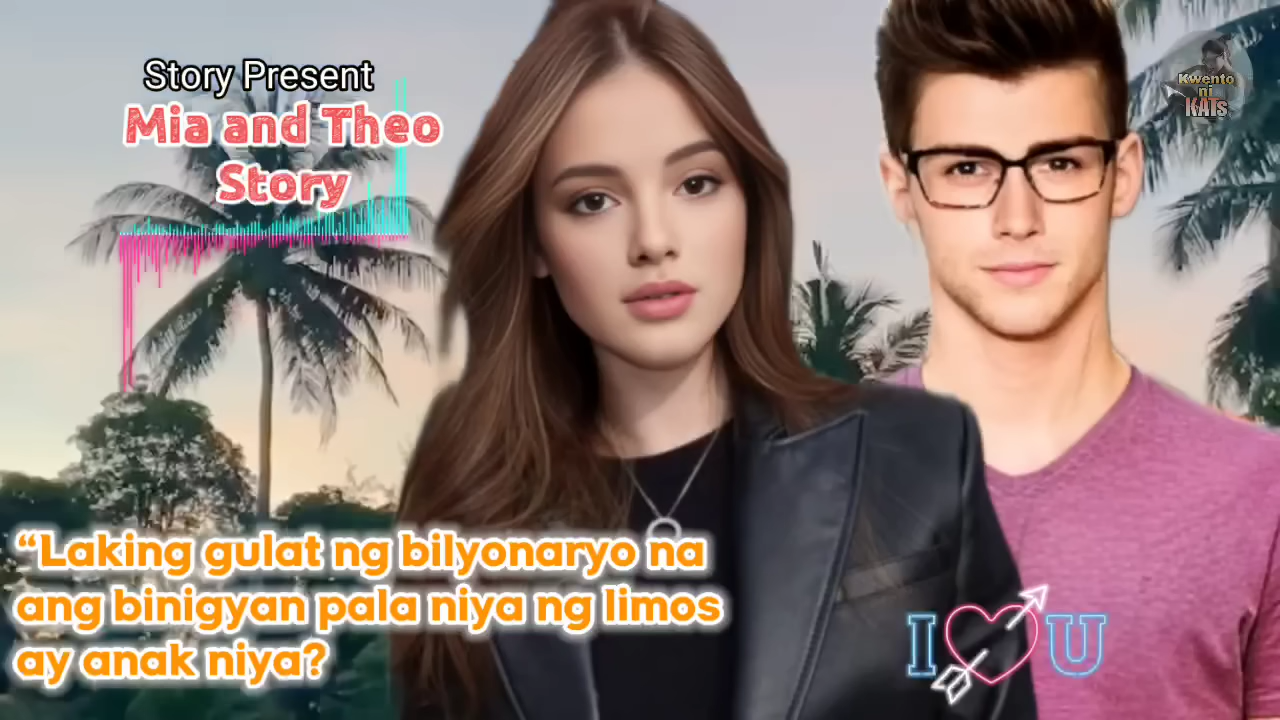 Story Present
Mia and Theo
Story
Kwento
ni
KATs
“Laking gulat ng bilyonaryo na
ang binigyan pala niya ng limos
ay anak niya?
I U